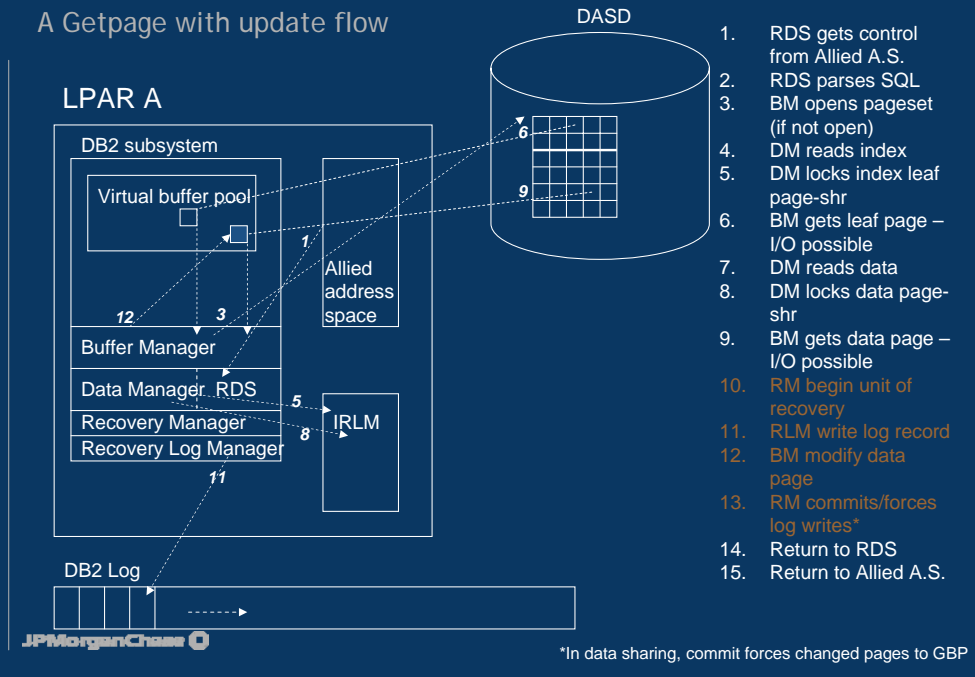 A Getpage with update flow
DASD
LPAR A
DB2 subsystem
Virtual buffer pool
6
9
1
Allied
address
space
12
3
Buffer Manager
Data Manager RDS
5
Recovery Manager
IRLM
8
Recovery Log Manager
11
DB2 Log
JPMorganChase
1. RDS gets control
from Allied A.S.
2. RDS parses SQL
3. BM opens pageset
(if not open)
4. DM reads index
5. DM locks index leaf
page-shr
6. BM gets leaf page –
I/O possible
7. DM reads data
8. DM locks data page-
shr
9. BM gets data page –
I/O possible
10. RM begin unit of
recovery
11. RLM write log record
12. BM modify data
page
13. RM commits/forces
log writes*
14. Return to RDS
15. Return to Allied A.S.
*In data sharing, commit forces changed pages to GBP